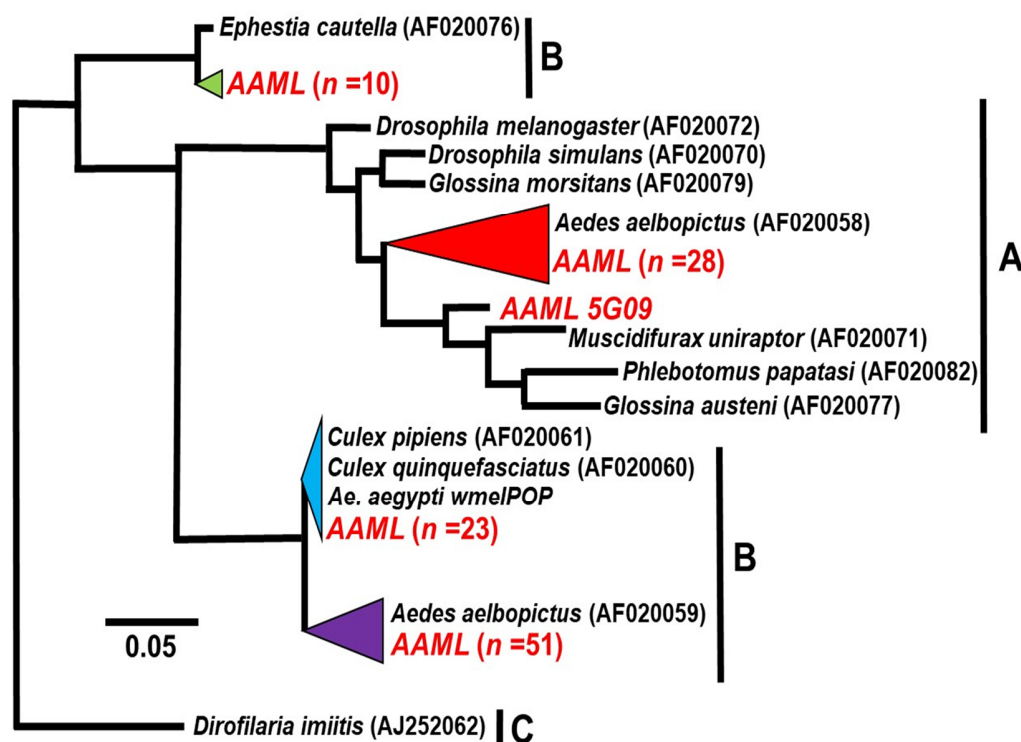 Ephestia cautella (AF020076)
B
AAML (n =10)
Drosophila melanogaster (AF020072)
Drosophila simulans (AF020070)
Glossina morsitans (AF020079)
Aedes aelbopictus (AF020058)
AAML (n =28)
A
AAML 5G09
Muscidifurax uniraptor (AF020071)
Phlebotomus papatasi (AF020082)
Glossina austeni (AF020077)
Culex pipiens (AF020061)
Culex quinquefasciatus (AF020060)
Ae. aegypti wmelPOP
AAML (n =23)
B
Aedes aelbopictus (AF020059)
AAML (n =51)
0.05
Dirofilaria imiitis (AJ252062)
C